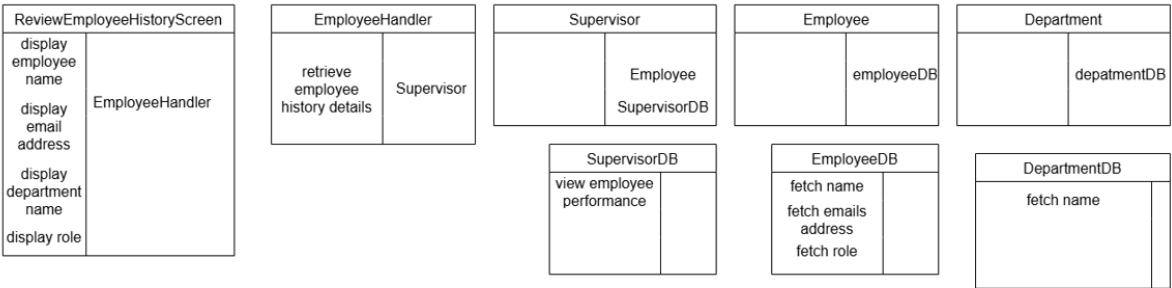 ReviewEmployeeHistoryScreen
display
employee
name
display
email
address
display
department
name
display role
EmployeeHandler
EmployeeHandler
retrieve
employee
history details
Supervisor
Supervisor
Employee
SupervisorDB
Employee
employeeDB
Department
depatmentDB
SupervisorDB
view employee
performance
EmployeeDB
fetch name
fetch emails
address
fetch role
DepartmentDB
fetch name